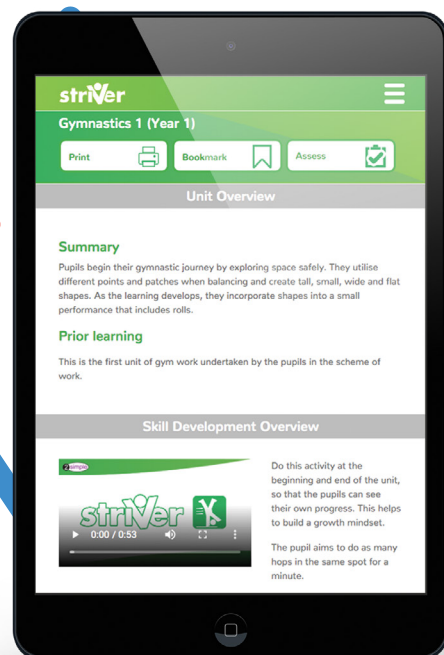 striver
Gymnastics 1 (Year 1)
Print
Bookmark
Assess
Unit Overview
Summary
Pupils begin their gymnastic journey by exploring space safely. They utilise
different points and patches when balancing and create tall, small, wide and flat
shapes. As the learning develops, they incorporate shapes into a small
performance that includes rolls.
Prior learning
This is the first unit of gym work undertaken by the pupils in the scheme of
work.
Skill Development Overview
2simple
striver
0:00 / 0:53
Do this activity at the
beginning and end of the unit,
so that the pupils can see
their own progress. This helps
to build a growth mindset.
The pupil aims to do as many
hops in the same spot for a
minute.